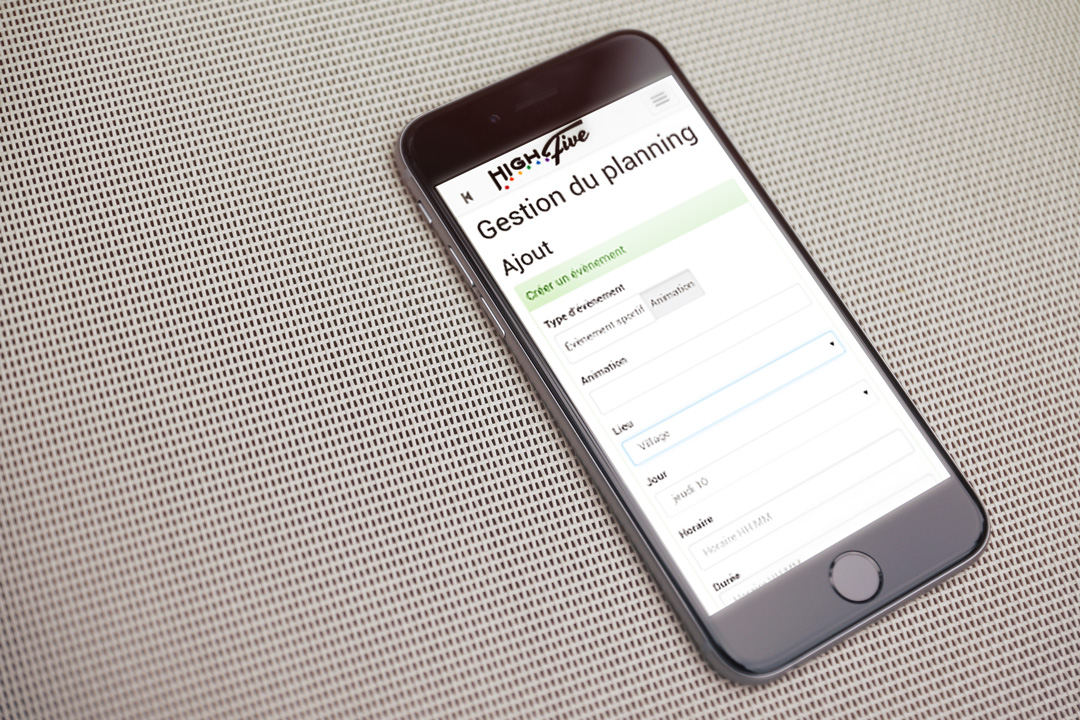 HIGH Five
Gestion du planning
Ajout
Créer un évènement
Type d'évènement
Évènement sportif Animation
Animation
Lieu
Village
Jour
jeudi 10
Horaire
Horaire HH:MM
Durée